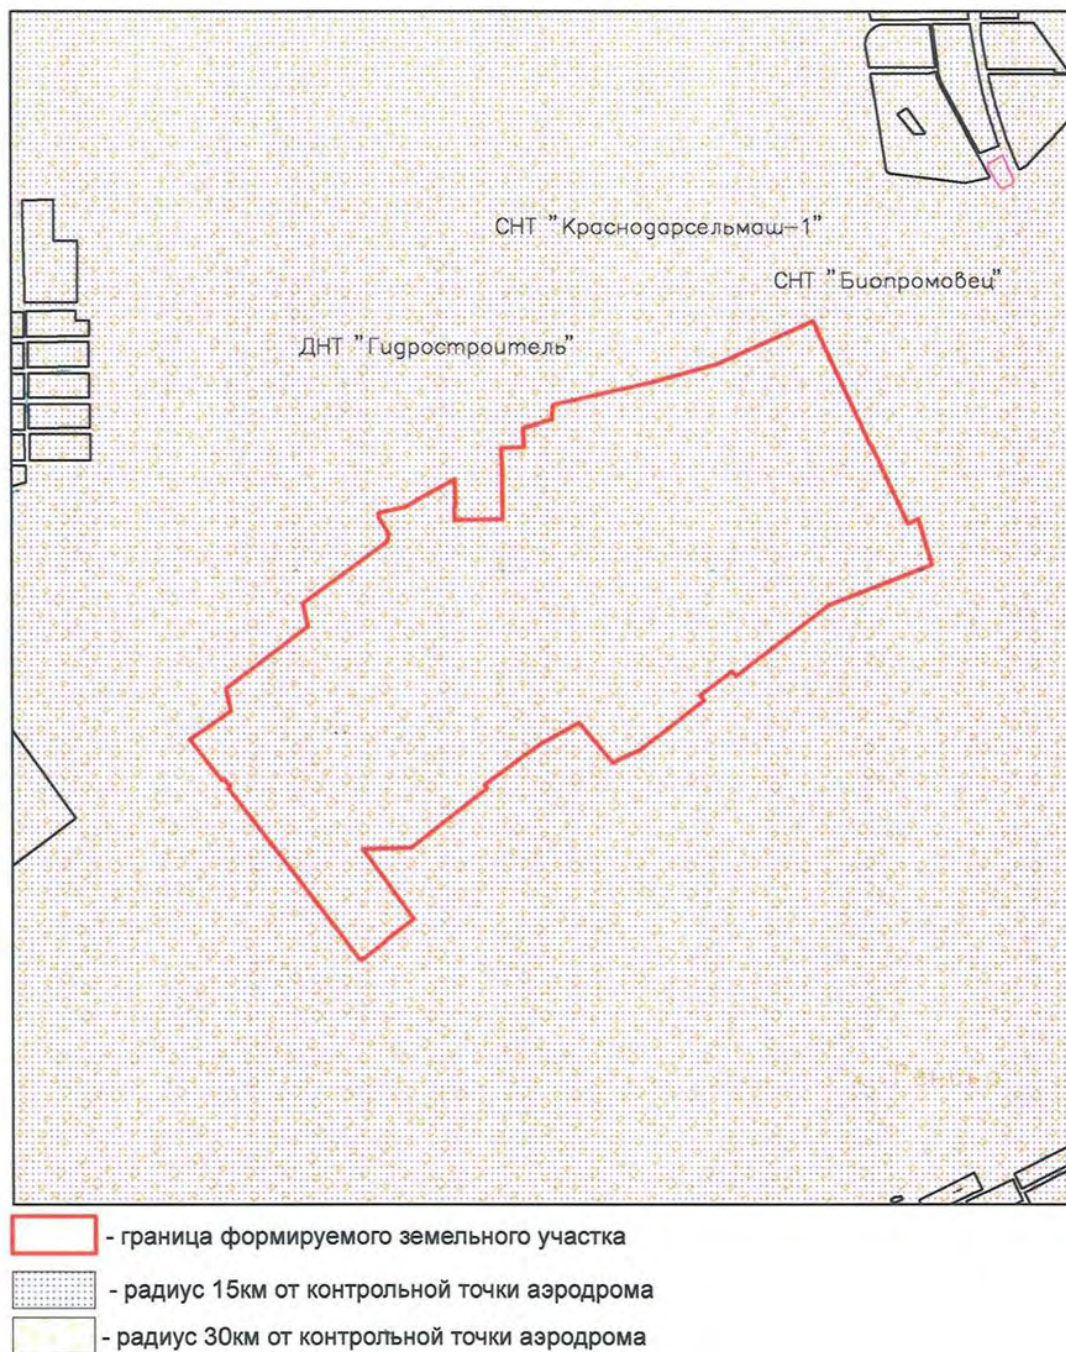 СНТ "Краснодарсельмаш-1"
СНТ "Биопромовец"
ДНТ "Гидростроитель"
- граница формируемого земельного участка
- радиус 15км от контрольной точки аэродрома
- радиус 30км от контрольной точки аэродрома